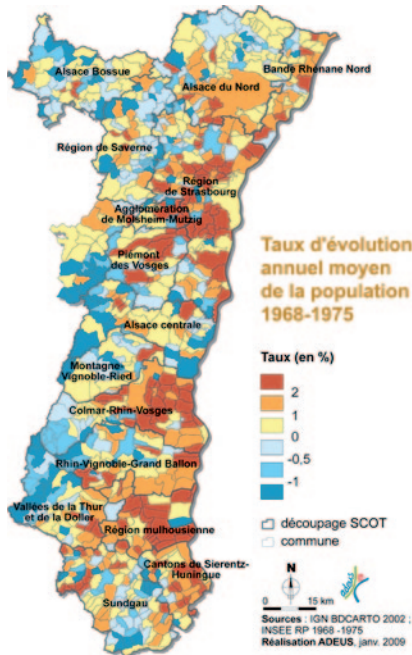 Alsace Bossue
Bande Rhénane Nord
Alsace du Nord
Région de Saverne
Région
de Strasbourg
Agglomération
de Molsheim-Mutzig
Piémont
des Vosges
Alsace centrale
Montagne-
Vignoble-Ried
Colmar-Rhin-Vosges
Rhin-Vignoble-Grand Ballon
Vallées de la Thur
et de la Doller
Région mulhousienne
Cantons de Sierentz-
Huningue
Sundgau
Taux d'évolution
annuel moyen
de la population
1968-1975
Taux (en %)
2
1
0
-0,5
-1
découpage SCOT
commune
N
0 15 km
adeus
Sources : IGN BDCARTO 2002 ;
INSEE RP 1968 -1975
Réalisation ADEUS, janv. 2009